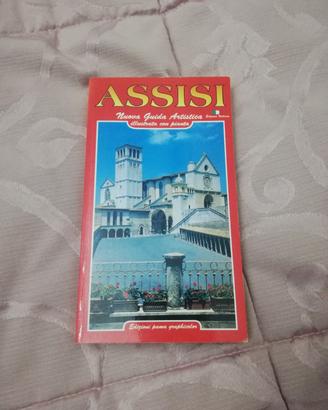 ASSISI
Nuova Guida Artistica
illustrata con pianta
Edizioni pama graphicolor